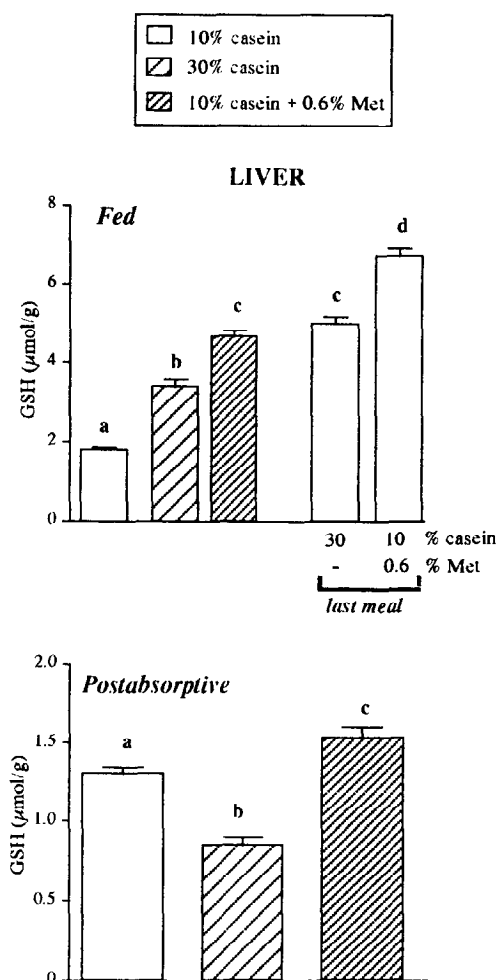 10% casein
30% casein
10% casein + 0.6% Met
LIVER
Fed
8
6
4
2
0
GSH (µmol/g)
a
b
c
c
d
30 10 % casein
- 0.6 % Met
last meal
Postabsorptive
2.0
1.5
1.0
0.5
0
GSH (µmol/g)
a
b
c